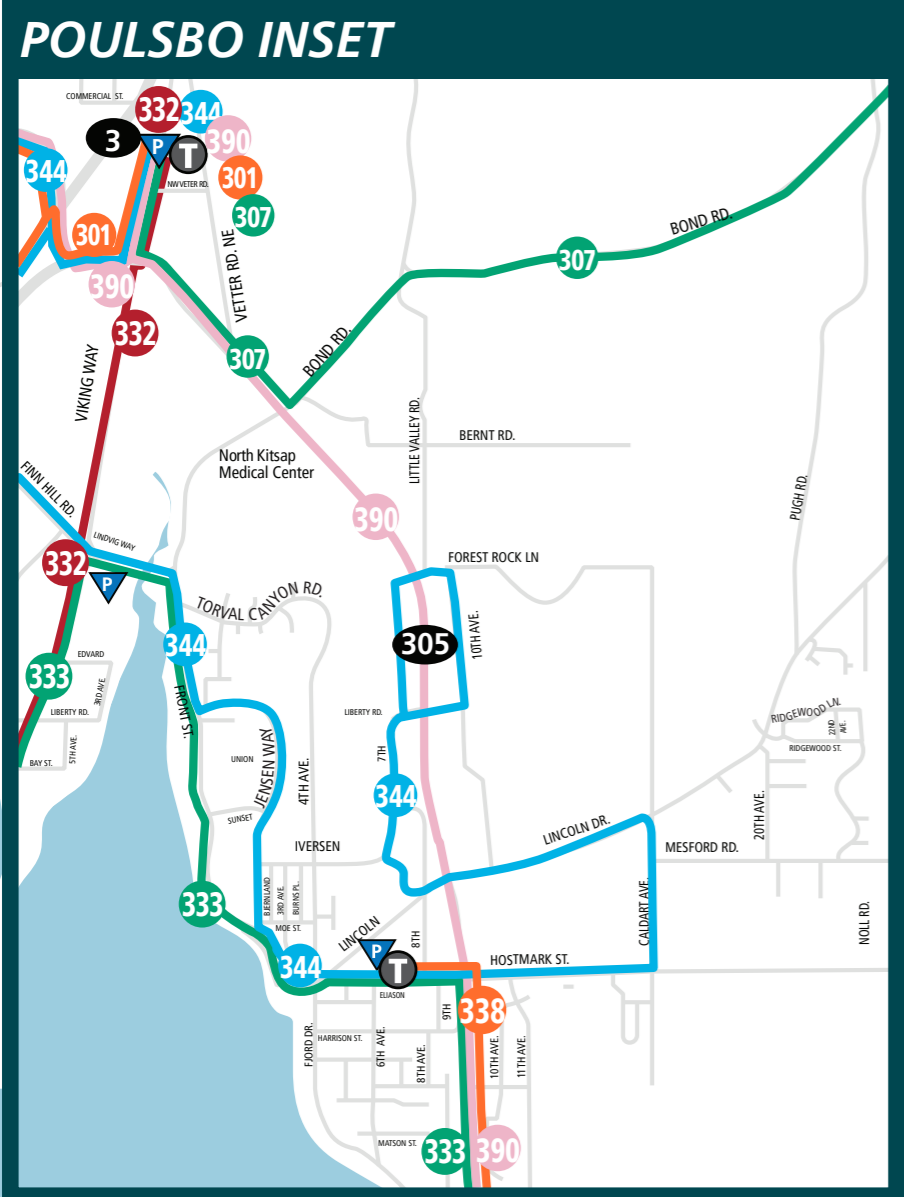 POULSBO INSET
COMMERCIAL ST.
332
344
3
P
T
390
344
NW VETER RD.
301
307
301
390
VETTER RD. NE
BOND RD.
307
332
307
BOND RD.
VIKING WAY
LITTLE VALLEY RD.
BERNT RD.
North Kitsap
Medical Center
FINN HILL RD.
PUGH RD.
390
LINDVIG WAY
332
P
FOREST ROCK LN
TORVAL CANYON RD.
344
305
10TH AVE.
EDVARD
333
3RD AVE.
LIBERTY RD.
FRONT ST.
LIBERTY RD.
RIDGEWOOD LN.
22ND
AVE.
RIDGEWOOD ST.
5TH AVE.
BAY ST.
UNION
JENSEN WAY
4TH AVE.
7TH
344
SUNSET
LINCOLN DR.
20TH AVE.
IVERSEN
MESFORD RD.
333
BJERNLAND
3RD AVE.
BURNS PL.
MOE ST.
CALDART AVE.
NOLL RD.
LINCOLN
8TH
P
T
344
HOSTMARK ST.
ELIASON
9TH
338
FJORD DR.
HARRISON ST.
6TH AVE.
8TH AVE.
10TH AVE.
11TH AVE.
MATSON ST.
333
390